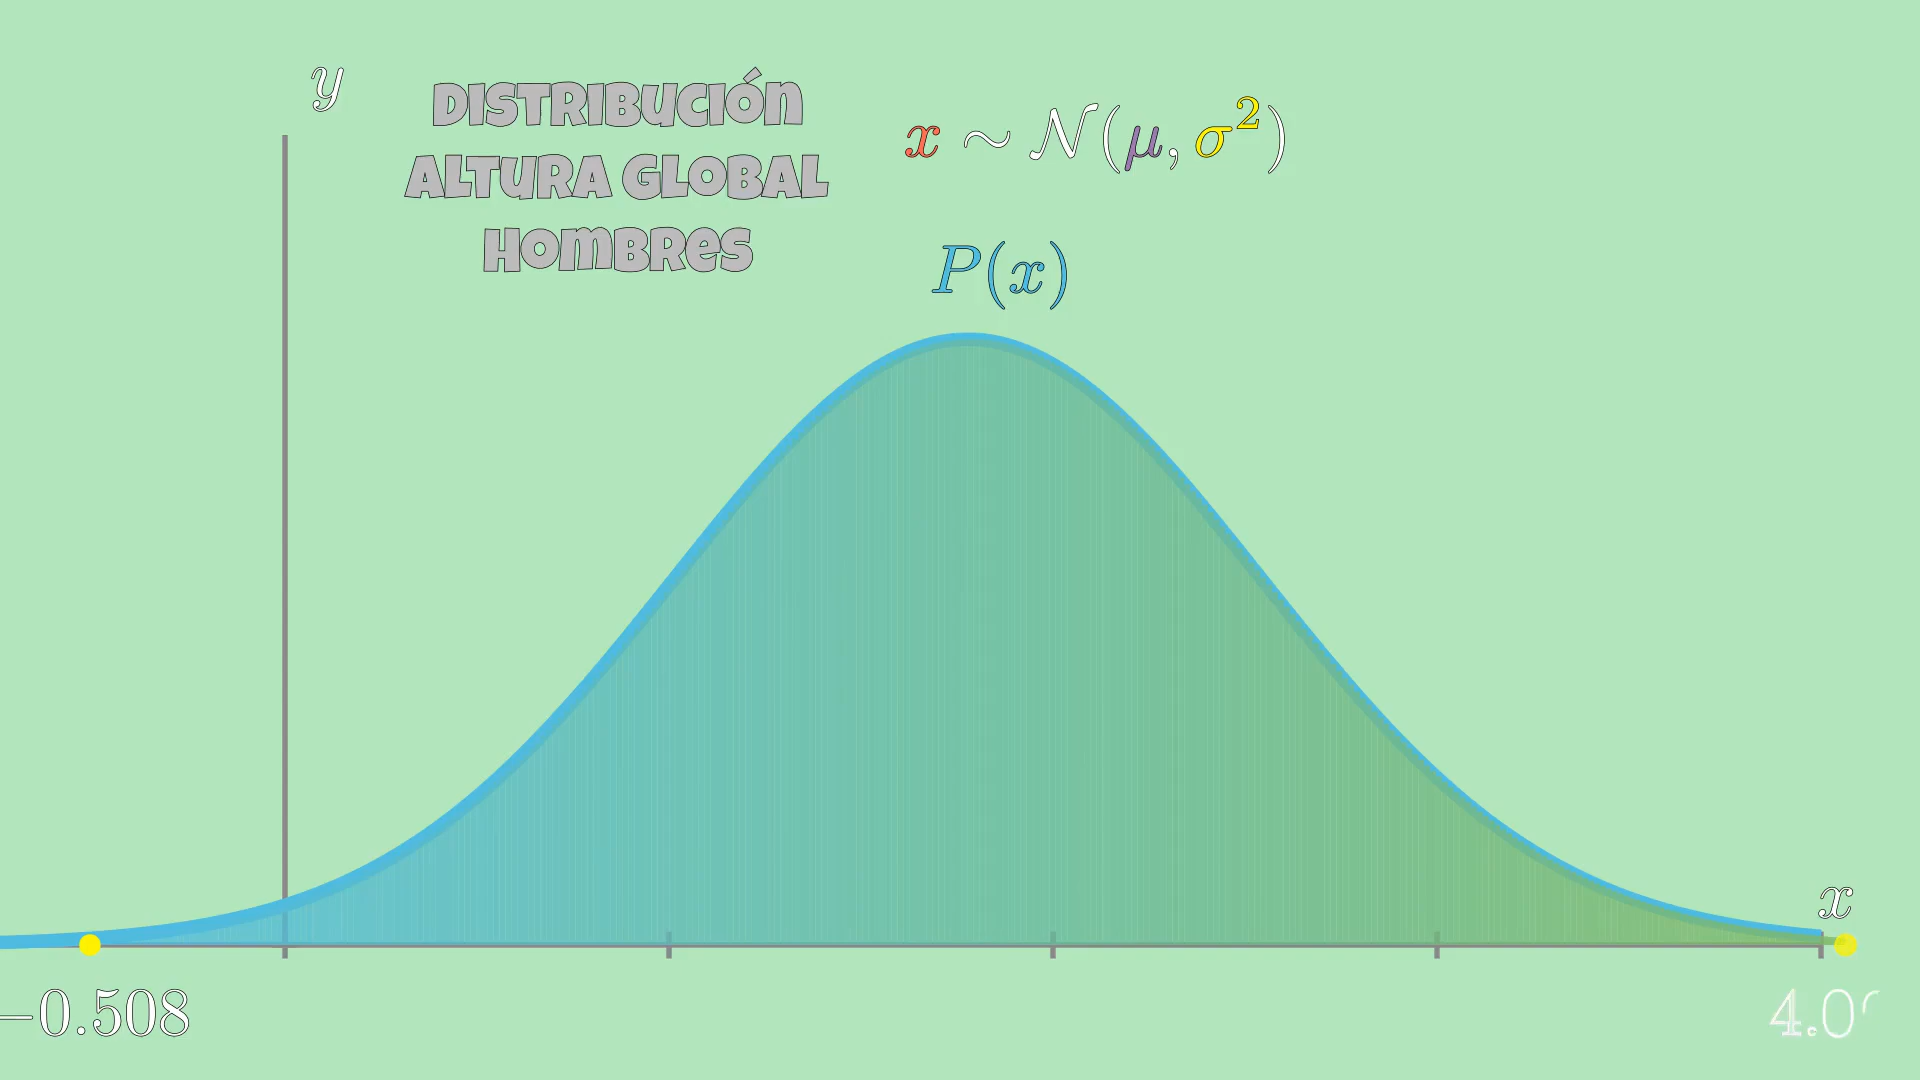 y
DISTRIBUCIÓN
ALTURA GLOBAL
HOMBRES
x ∼ 𝒩(μ, σ²)
P(x)
x
−0.508